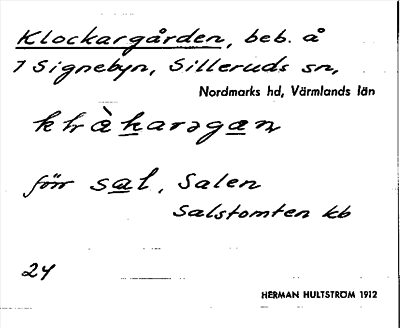 Klockargården, beb. å
7 Signebyn, Silleruds sn,
Nordmarks hd, Värmlands län
klràkarəgaɛn
förr sal, Salen
Salstomten kb
24
HERMAN HULTSTRÖM 1912